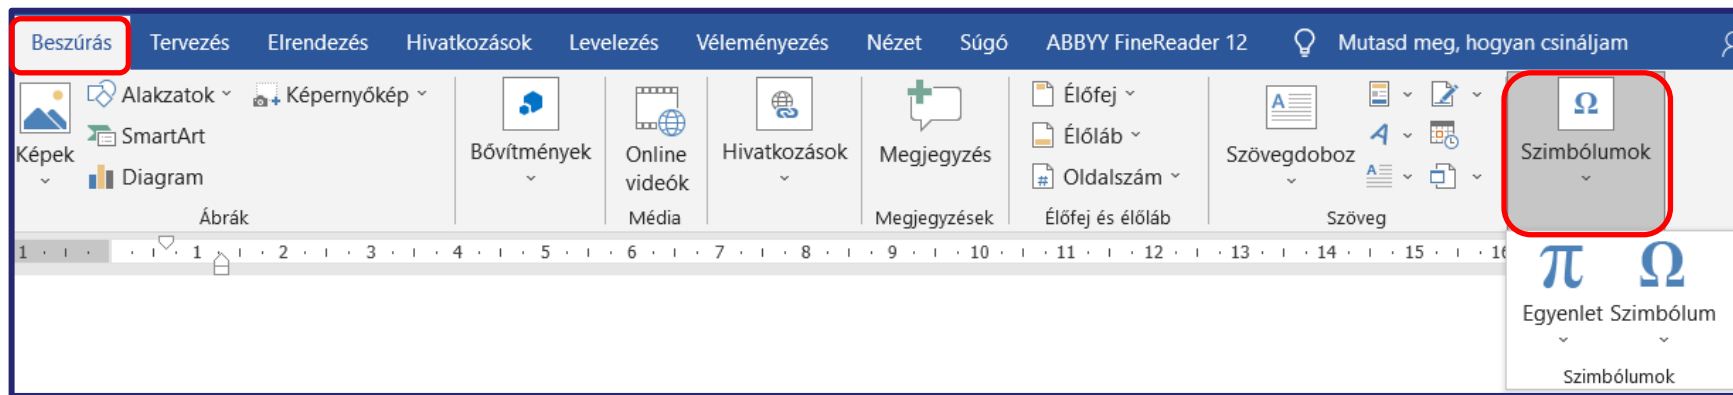 Beszúrás Tervezés Elrendezés Hivatkozások Levelezés Véleményezés Nézet Súgó ABBYY FineReader 12 Mutasd meg, hogyan csináljam
Képek
Alakzatok Képernyőkép
SmartArt
Diagram
Ábrák
Bővítmények
Online
videók
Média
Hivatkozások
Megjegyzés
Megjegyzések
Élőfej
Élőláb
# Oldalszám
Élőfej és élőláb
A
Szövegdoboz
A
A
Szöveg
Ω
Szimbólumok
1 1 2 3 4 5 6 7 8 9 10 11 12 13 14 15 16
π Ω
Egyenlet Szimbólum
Szimbólumok